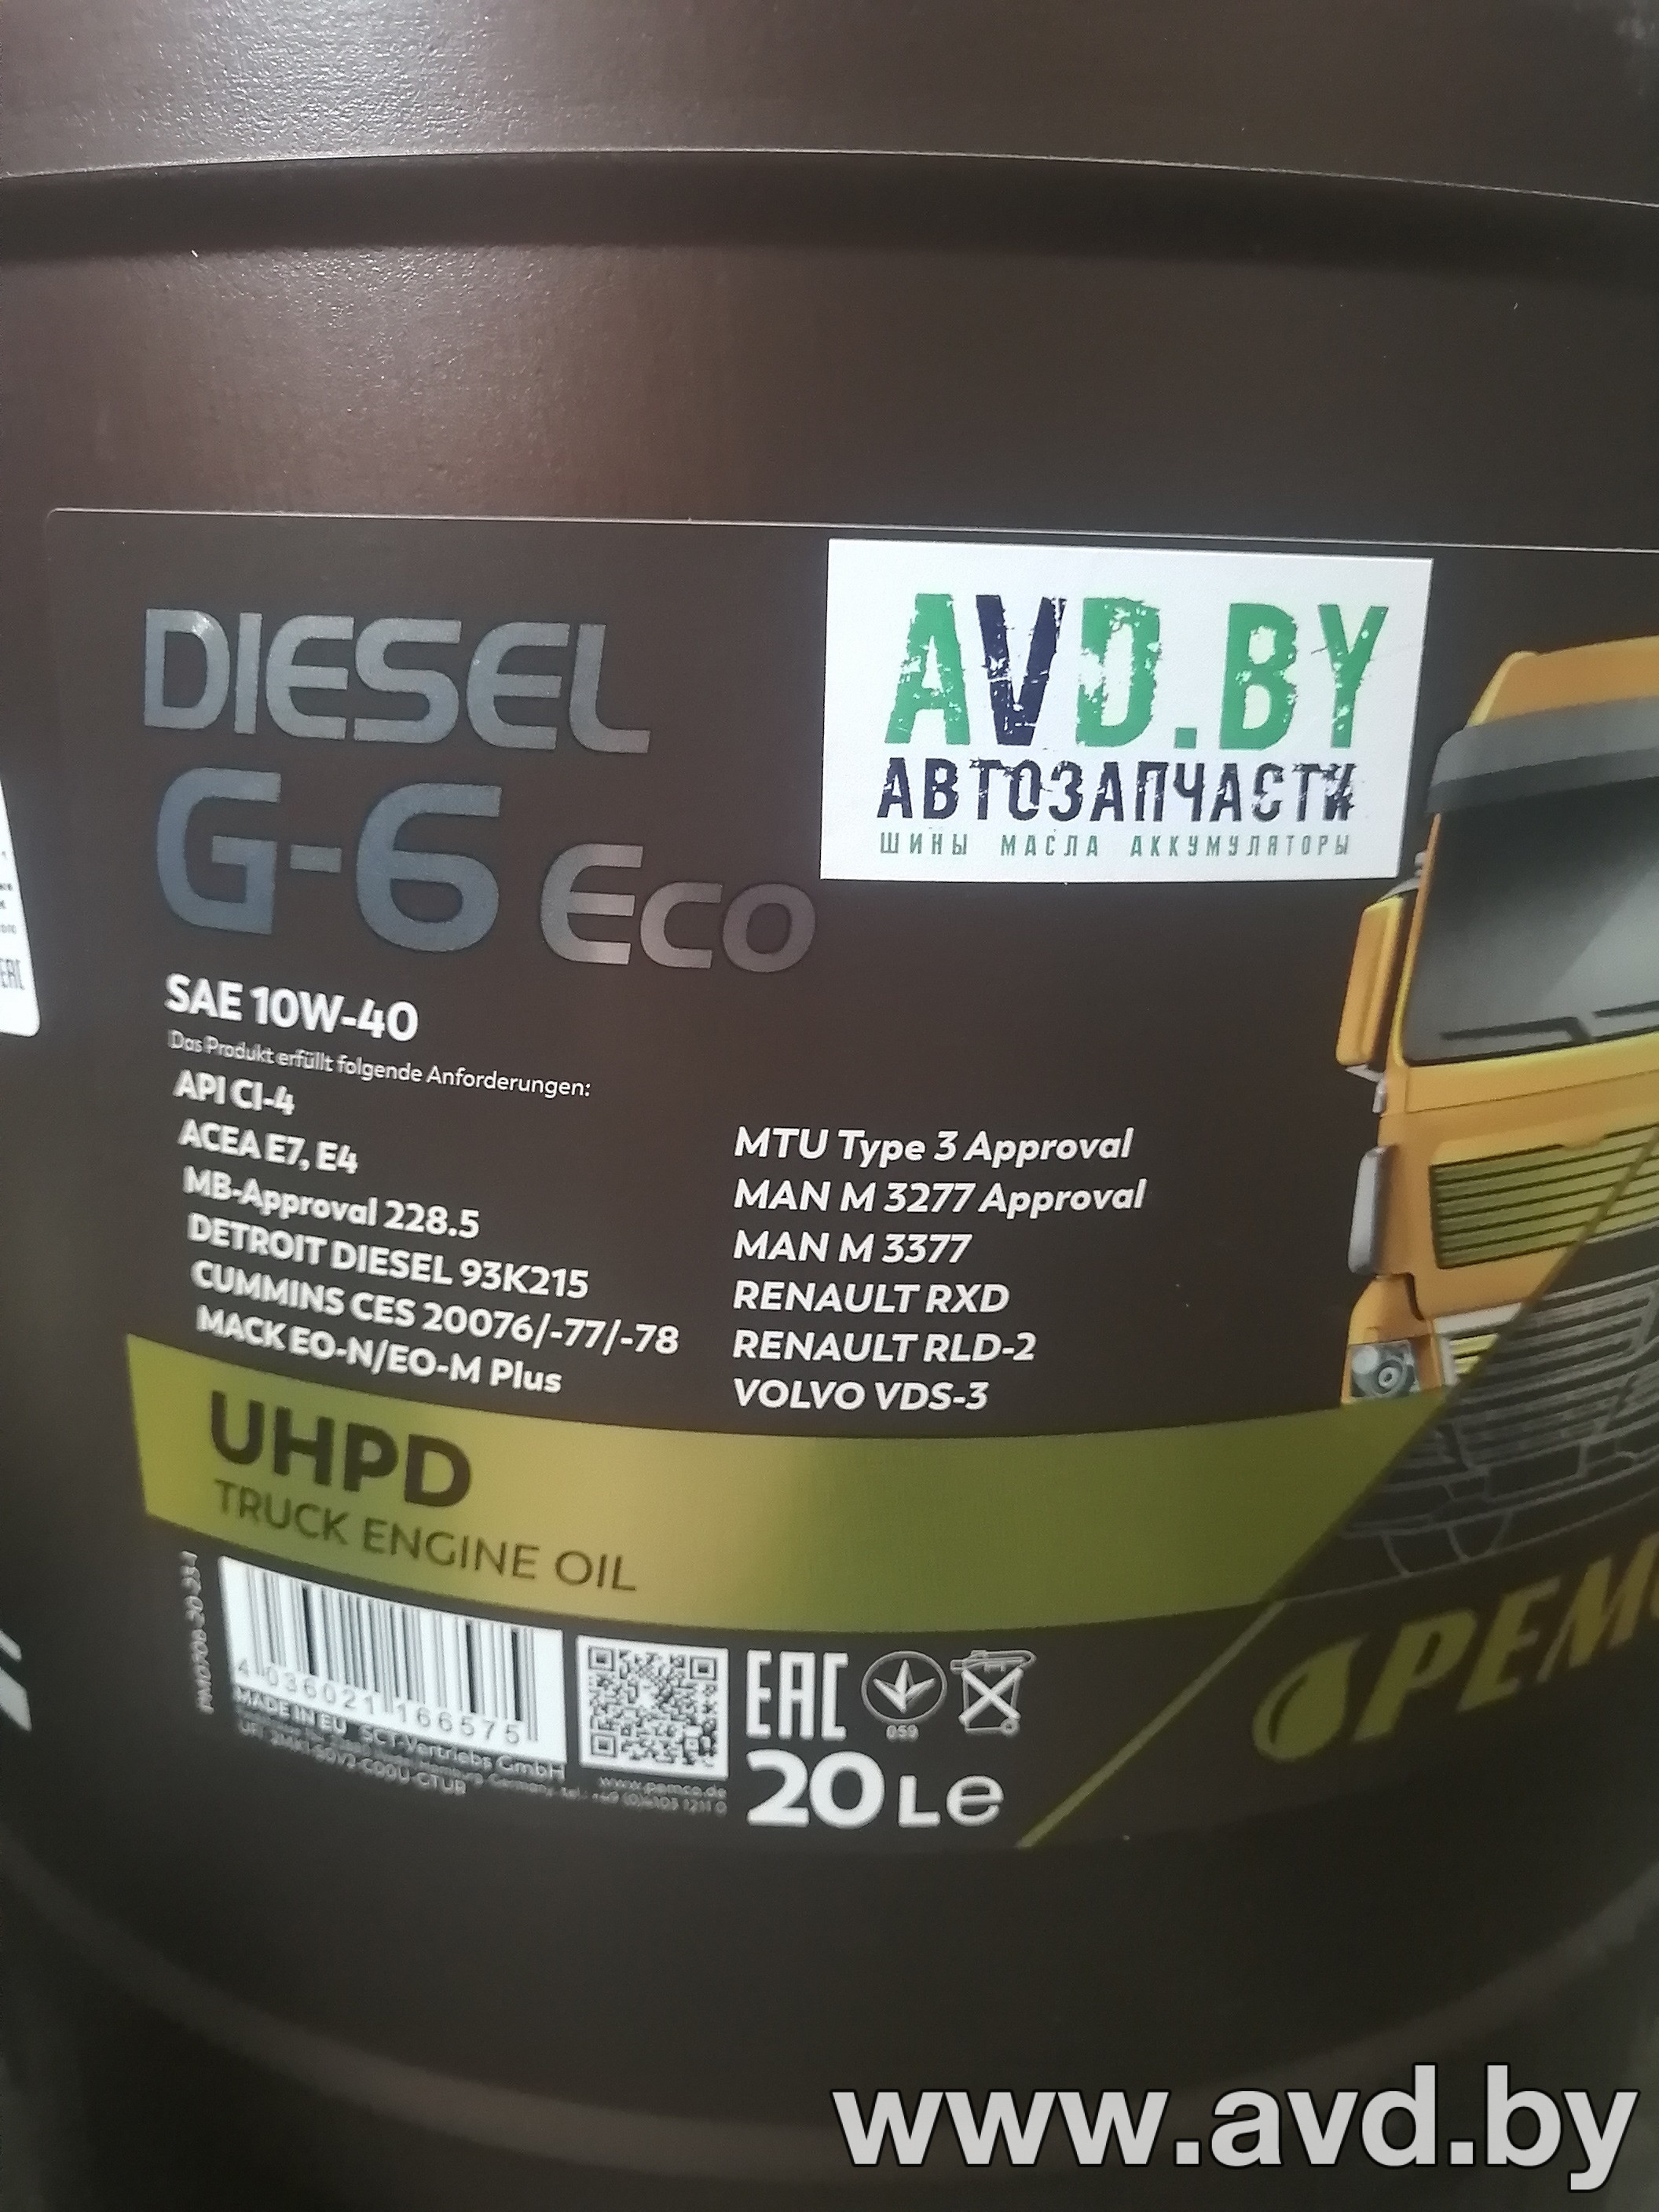 AVD.BY
АВТОЗАПЧАСТИ
ШИНЫ МАСЛА АККУМУЛЯТОРЫ
DIESEL
G-6 ECO
SAE 10W-40
Das Produkt erfüllt folgende Anforderungen:
API CI-4
ACEA E7, E4
MB-Approval 228.5
DETROIT DIESEL 93K215
CUMMINS CES 20076/-77/-78
MACK EO-N/EO-M Plus
MTU Type 3 Approval
MAN M 3277 Approval
MAN M 3377
RENAULT RXD
RENAULT RLD-2
VOLVO VDS-3
UHPD
TRUCK ENGINE OIL
4 036021 166575
MADE IN EU SCT-Vertriebs GmbH
www.pemco.de
EAC
059
20 L e
www.avd.by